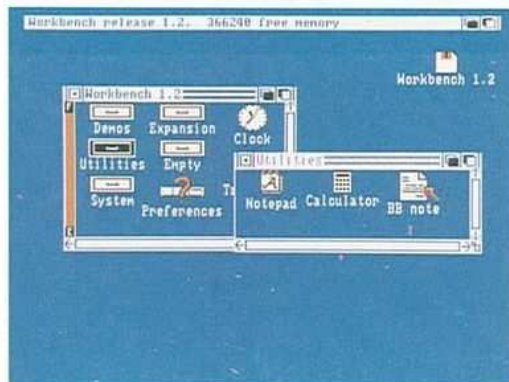 Workbench release 1.2. 366240 free memory
Workbench 1.2
Workbench 1.2
Demos Expansion
Clock
Utilities Empty
Utilities
System
Preferences
Notepad Calculator BB note